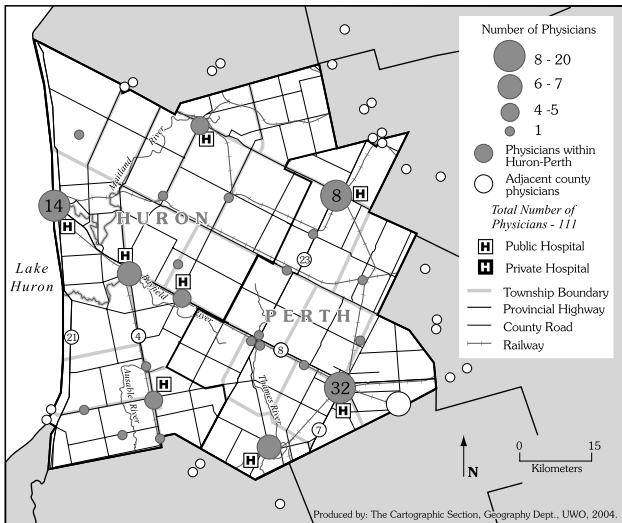 Number of Physicians
8 - 20
6 - 7
4 -5
1
Physicians within
Huron-Perth
Adjacent county
physicians
Total Number of
Physicians - 111
H Public Hospital
H Private Hospital
Township Boundary
Provincial Highway
County Road
Railway
H
Maitland
River
14
H
8
H
HURON
H
23
Lake
Huron
Bayfield
River
H
PERTH
21
4
8
Ausable River
H
Thames River
32
H
7
H
N
0 15
Kilometers
Produced by: The Cartographic Section, Geography Dept., UWO, 2004.